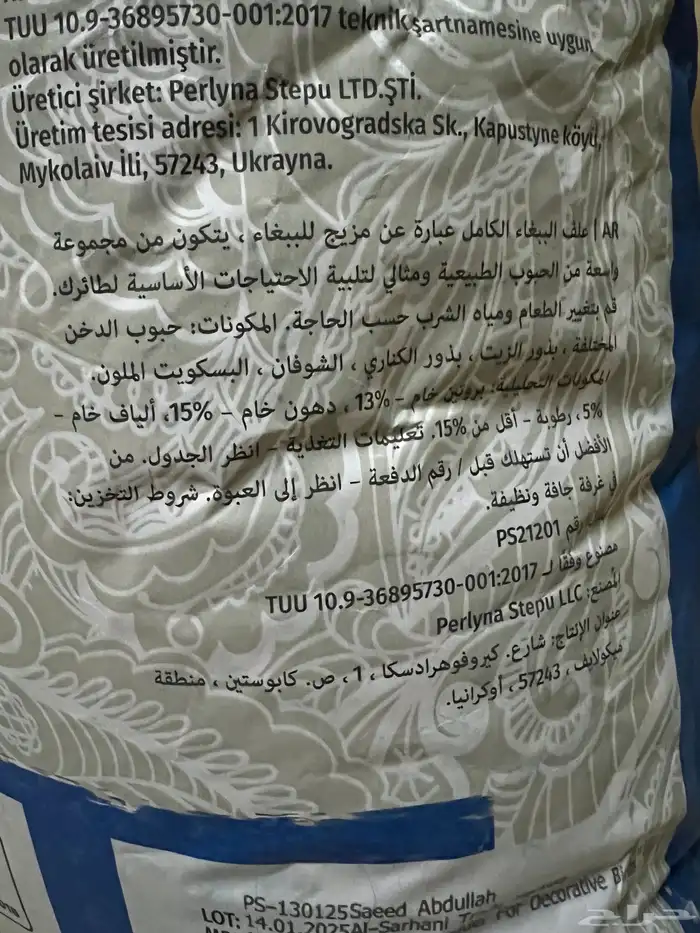 TUU 10.9-36895730-001:2017 teknik şartnamesine uygun
olarak üretilmiştir.
Üretici şirket: Perlyna Stepu LTD.ŞTİ.
Üretim tesisi adresi: 1 Kirovogradska Sk., Kapustyne köyü,
Mykolaiv İli, 57243, Ukrayna.
AR | علف الببغاء الكامل عبارة عن مزيج للببغاء ، يتكون من مجموعة
واسعة من الحبوب الطبيعية ومثالي لتلبية الاحتياجات الأساسية لطائرك.
قم بتغيير الطعام ومياه الشرب حسب الحاجة. المكونات: حبوب الدخن
المختلفة ، بذور الزيت ، بذور الكناري ، الشوفان ، البسكويت الملون.
المكونات التحليلية: بروتين خام – 13% ، دهون خام – 15%، ألياف خام –
5%، رطوبة – أقل من 15%. تعليمات التغذية – انظر الجدول. من
الأفضل أن تستهلك قبل / رقم الدفعة – انظر إلى العبوة. شروط التخزين:
في غرفة جافة ونظيفة.
رقم PS21201
مصنوع وفقًا لـ TUU 10.9-36895730-001:2017
المصنع: Perlyna Stepu LLC
عنوان الإنتاج: شارع. كيروفوهرادسكا ، 1 ، ص. كابوستين ، منطقة
ميكولايف ، 57243 ، أوكرانيا.
PS-130125Saeed Abdullah
LOT: 14.01.2025Al-Sarhani For Decorative
حراج